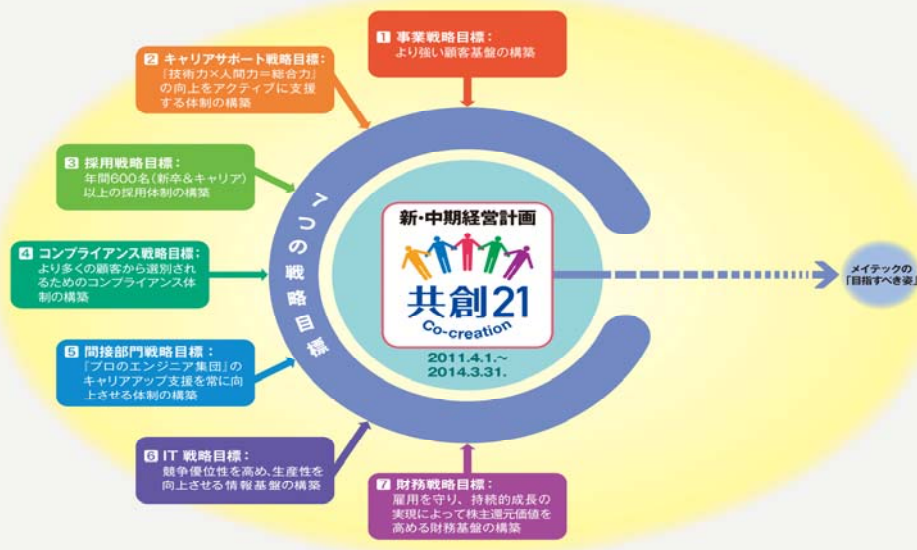 1 事業戦略目標：
より強い顧客基盤の構築
2 キャリアサポート戦略目標：
『技術力×人間力＝総合力』
の向上をアクティブに支援
する体制の構築
3 採用戦略目標：
年間600名(新卒&キャリア)
以上の採用体制の構築
4 コンプライアンス戦略目標：
より多くの顧客から選別され
るためのコンプライアンス体
制の構築
5 間接部門戦略目標：
『プロのエンジニア集団』の
キャリアアップ支援を常に向
上させる体制の構築
6 IT 戦略目標：
競争優位性を高め、生産性を
向上させる情報基盤の構築
7 財務戦略目標：
雇用を守り、持続的成長の
実現によって株主還元価値を
高める財務基盤の構築
7つの戦略目標
新・中期経営計画
共創21
Co-creation
2011.4.1.～
2014.3.31.
メイテックの
「目指すべき姿」